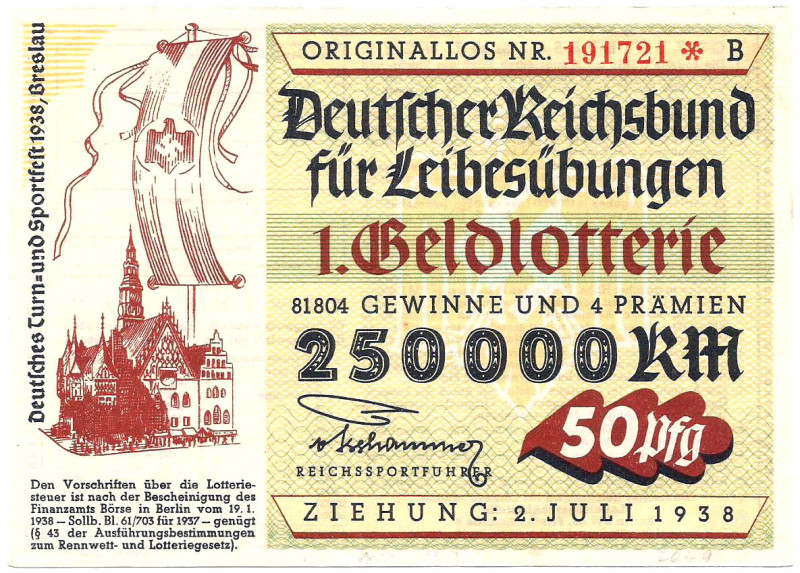 Deutsches Turn- und Sportfest 1938, Breslau
Den Vorschriften über die Lotterie-
steuer ist nach der Bescheinigung des
Finanzamts Börse in Berlin vom 19. 1.
1938 — Sollb. Bl. 61/703 für 1937 — genügt
(§ 43 der Ausführungsbestimmungen
zum Rennwett- und Lotteriegesetz).
ORIGINALLOS NR. 191721 * B
Deutscher Reichsbund
für Leibesübungen
1. Geldlotterie
81804 GEWINNE UND 4 PRÄMIEN
250000 RM
50 Pfg
REICHSSPORTFÜHRER
ZIEHUNG: 2. JULI 1938